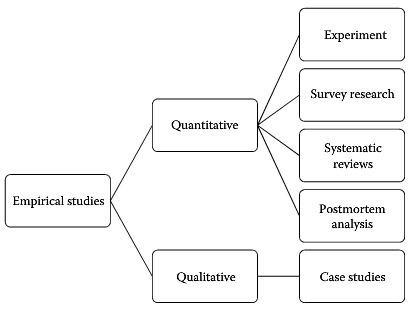 Experiment
Survey research
Quantitative
Systematic
reviews
Empirical studies
Postmortem
analysis
Qualitative
Case studies